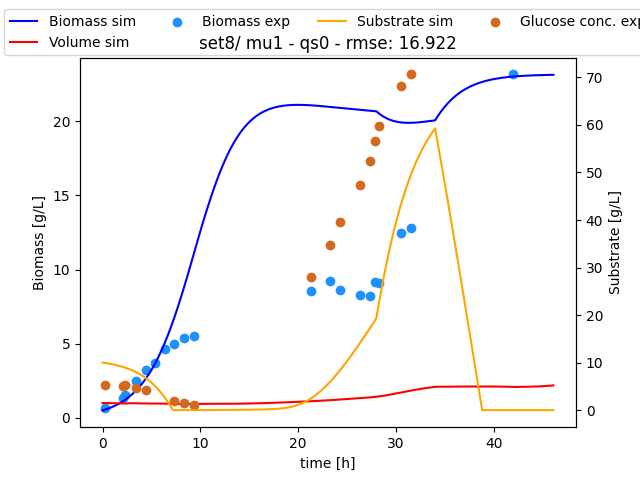 Biomass sim Biomass exp Substrate sim Glucose conc. exp
Volume sim
set8/ mu1 - qs0 - rmse: 16.922
Biomass [g/L]
20
15
10
5
0
70
60
50
40
30
20
10
0
Substrate [g/L]
0 10 20 30 40
time [h]